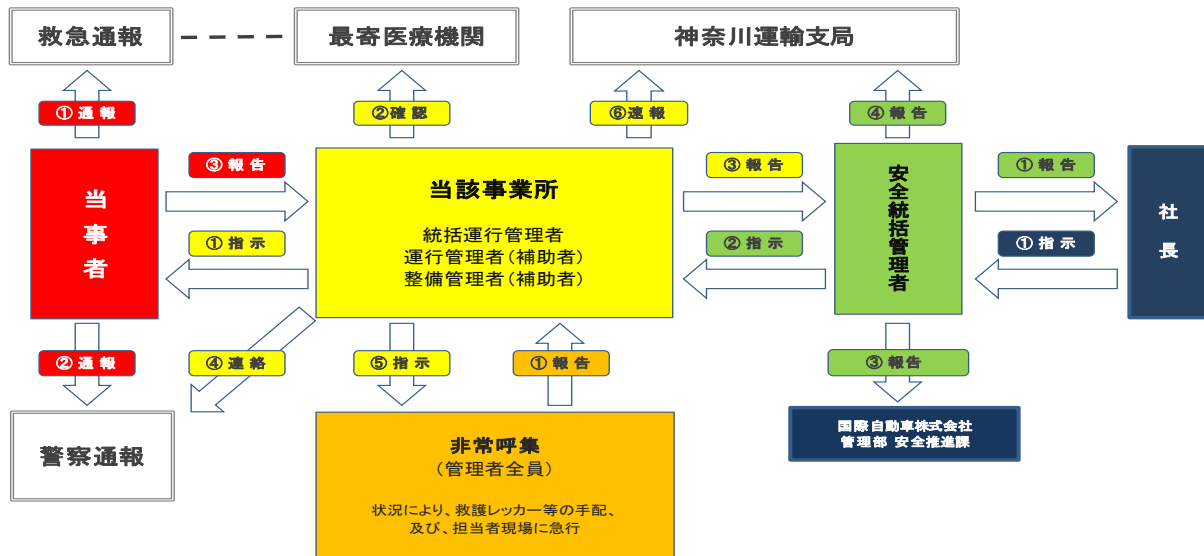 救急通報
最寄医療機関
神奈川運輸支局
①通報
②確認
⑥速報
④報告
当事者
③報告
①指示
当該事業所
統括運行管理者
運行管理者(補助者)
整備管理者(補助者)
③報告
②指示
安全統括管理者
①報告
①指示
社長
②通報
④連絡
⑤指示
①報告
③報告
警察通報
非常呼集
(管理者全員)
状況により、救護レッカー等の手配、
及び、担当者現場に急行
国際自動車株式会社
管理部 安全推進課